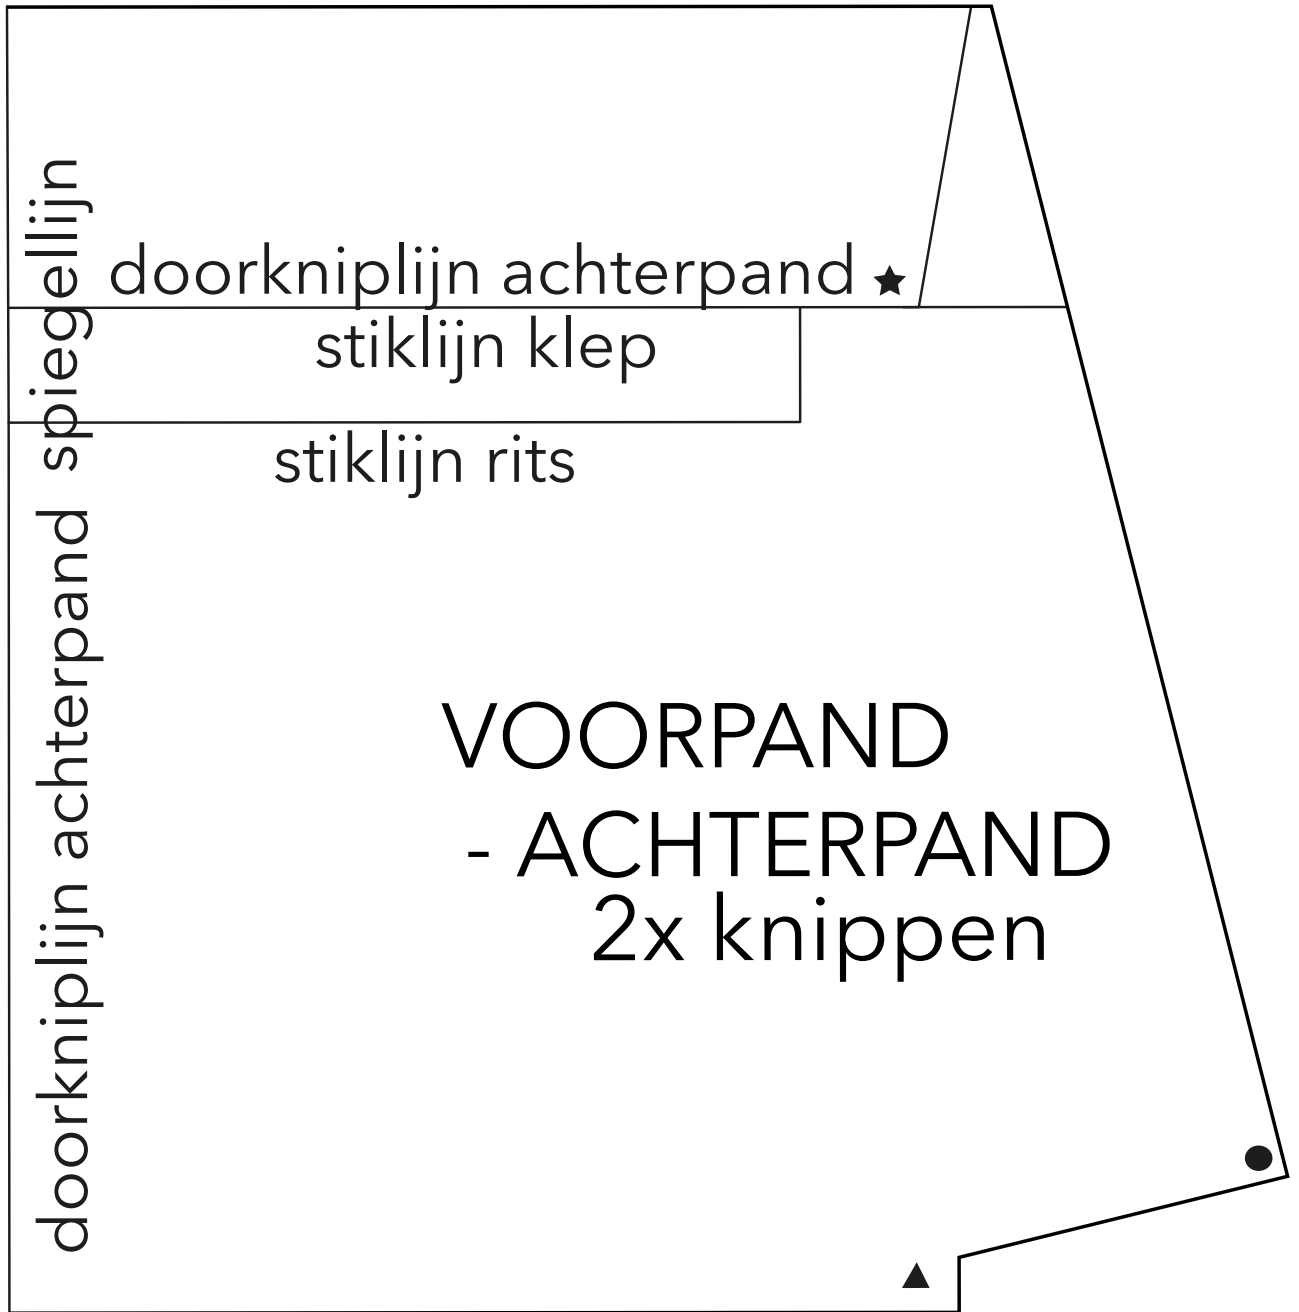 doorkniplijn achterpand
stiklijn klep
stiklijn rits
doorkniplijn achterpand spiegellijn
VOORPAND
- ACHTERPAND
2x knippen